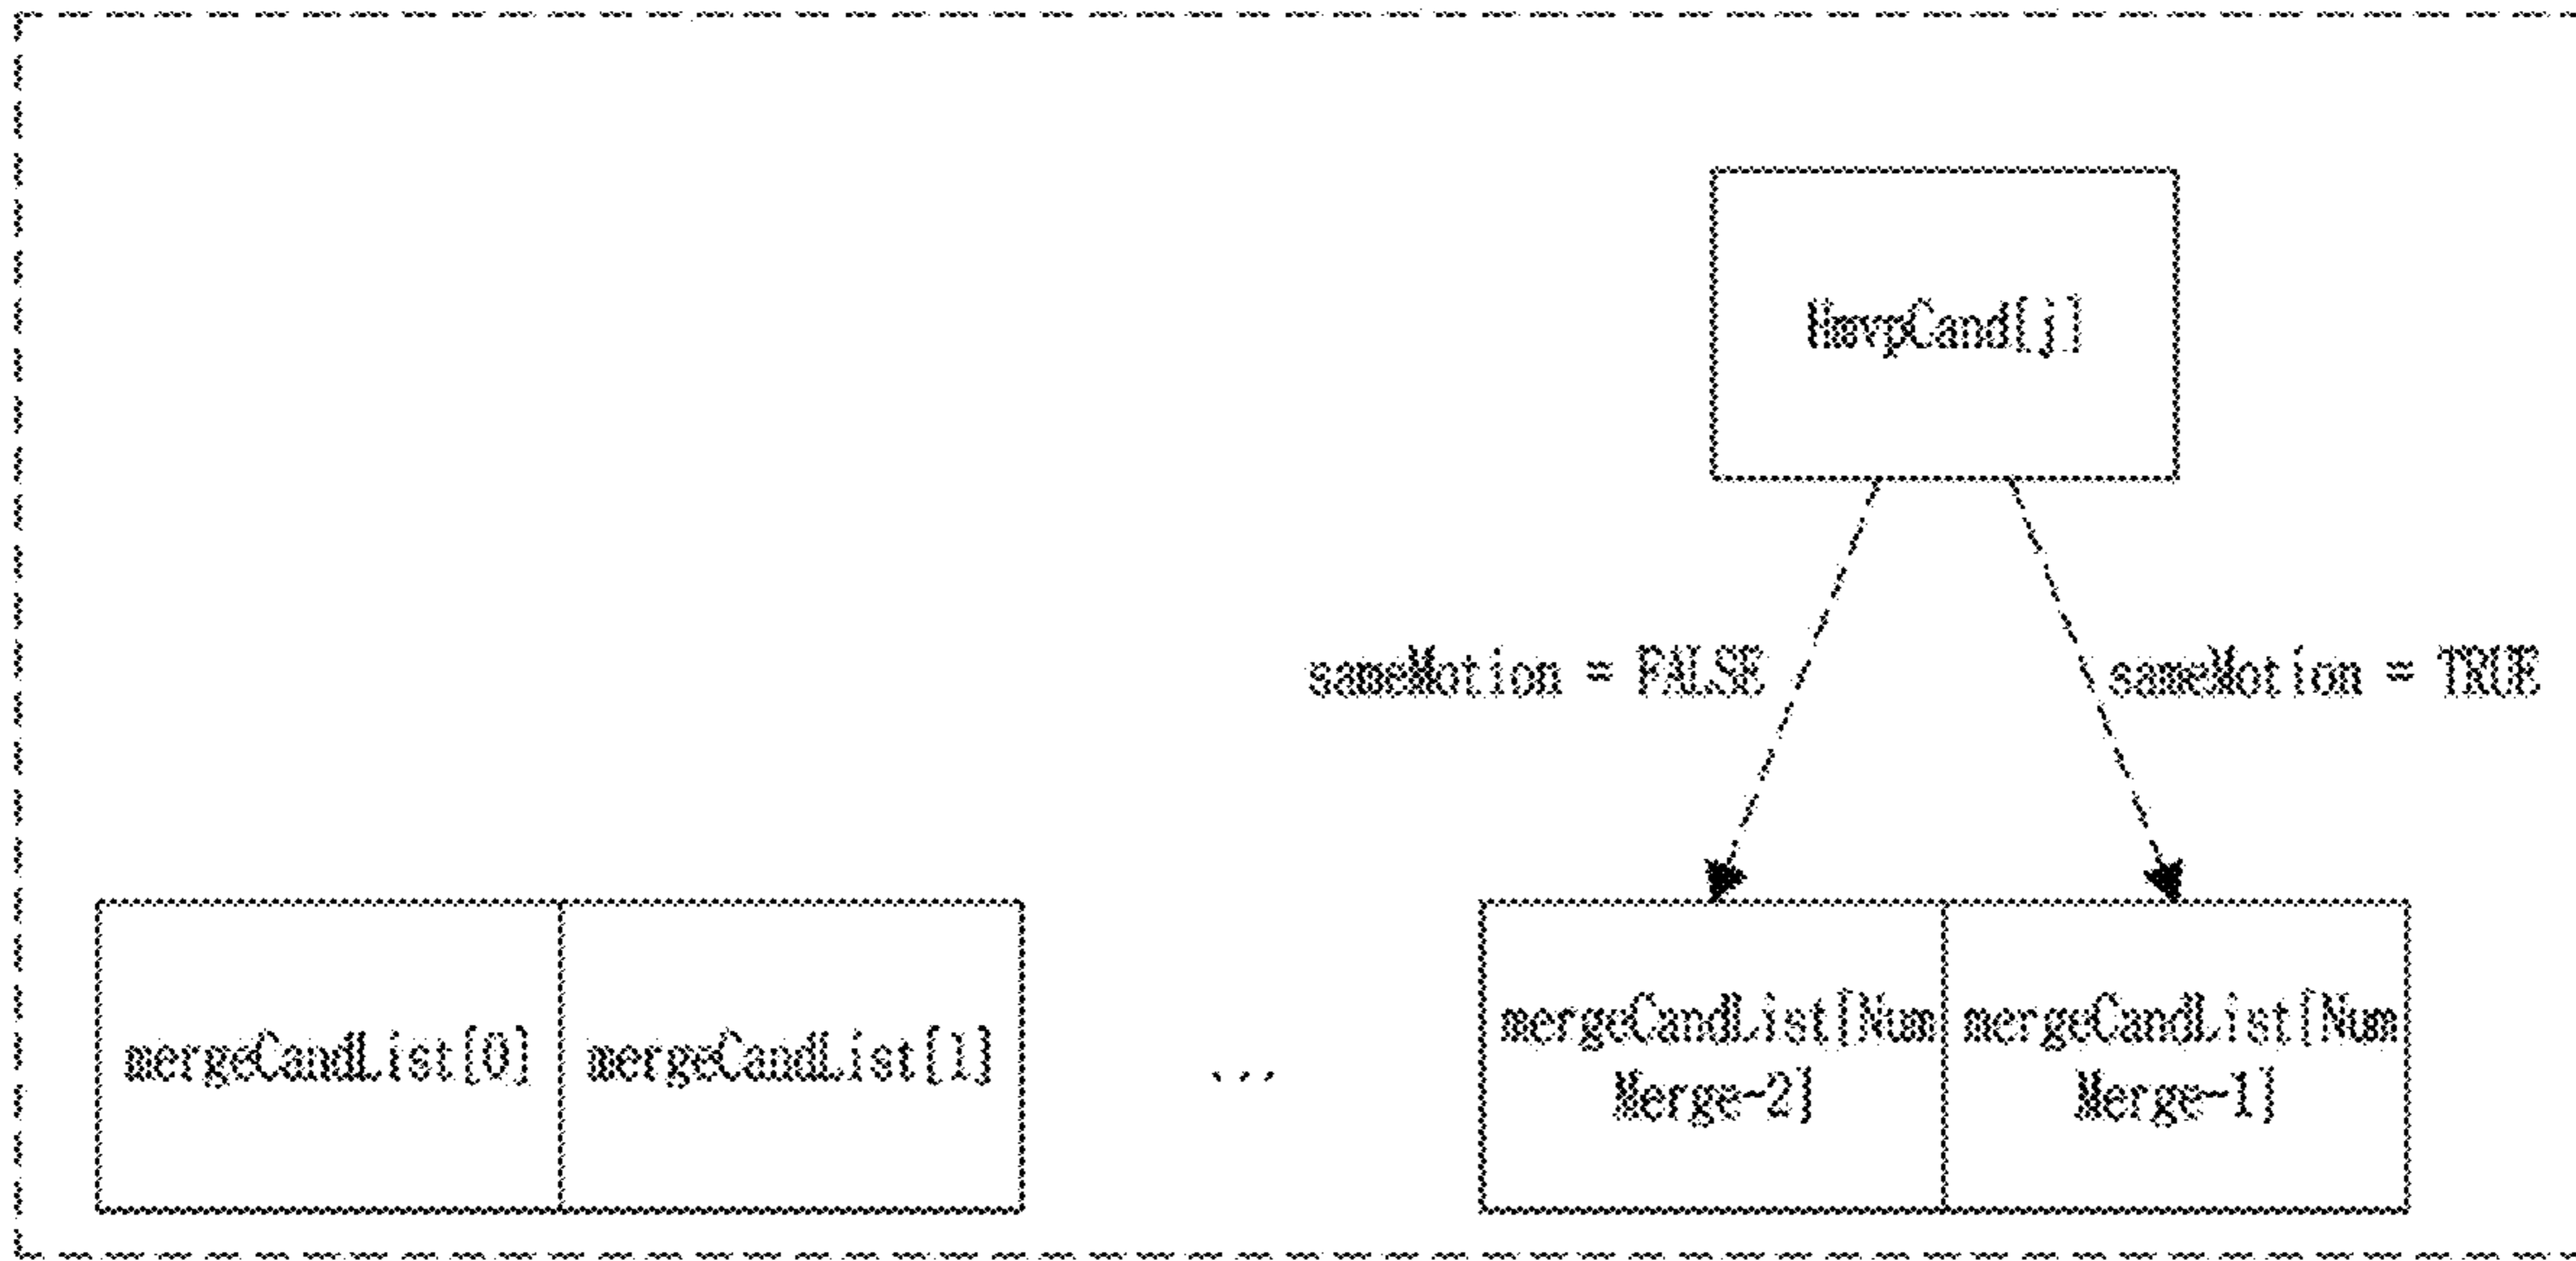 HmvpCand[j]
sameMotion = FALSE
sameMotion = TRUE
mergeCandList[0]
mergeCandList[1]
...
mergeCandList[Num
Merge-2]
mergeCandList[Num
Merge-1]